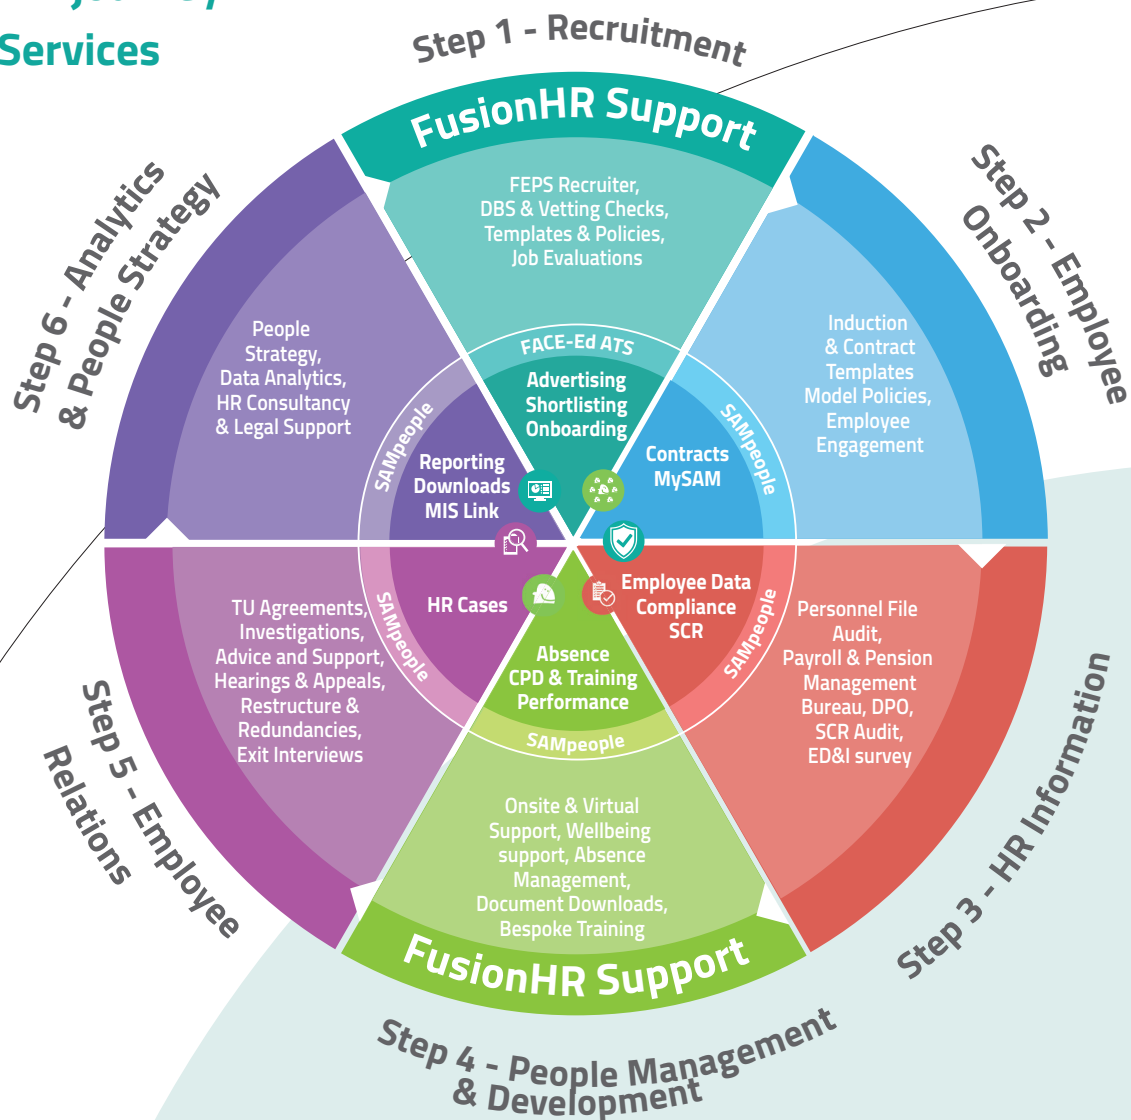 Services
Step 1 - Recruitment
FusionHR Support
FEPS Recruiter,
DBS & Vetting Checks,
Templates & Policies,
Job Evaluations
FACE-Ed ATS
Advertising
Shortlisting
Onboarding
Step 2 - Employee
Onboarding
Induction
& Contract
Templates
Model Policies,
Employee
Engagement
SAMpeople
Contracts
MySAM
Step 3 - HR Information
Personnel File
Audit,
Payroll & Pension
Management
Bureau, DPO,
SCR Audit,
ED&I survey
SAMpeople
Employee Data
Compliance
SCR
Step 4 - People Management
& Development
FusionHR Support
Onsite & Virtual
Support, Wellbeing
support, Absence
Management,
Document Downloads,
Bespoke Training
SAMpeople
Absence
CPD & Training
Performance
Step 5 - Employee
Relations
TU Agreements,
Investigations,
Advice and Support,
Hearings & Appeals,
Restructure &
Redundancies,
Exit Interviews
SAMpeople
HR Cases
Step 6 - Analytics
& People Strategy
People
Strategy,
Data Analytics,
HR Consultancy
& Legal Support
SAMpeople
Reporting
Downloads
MIS Link